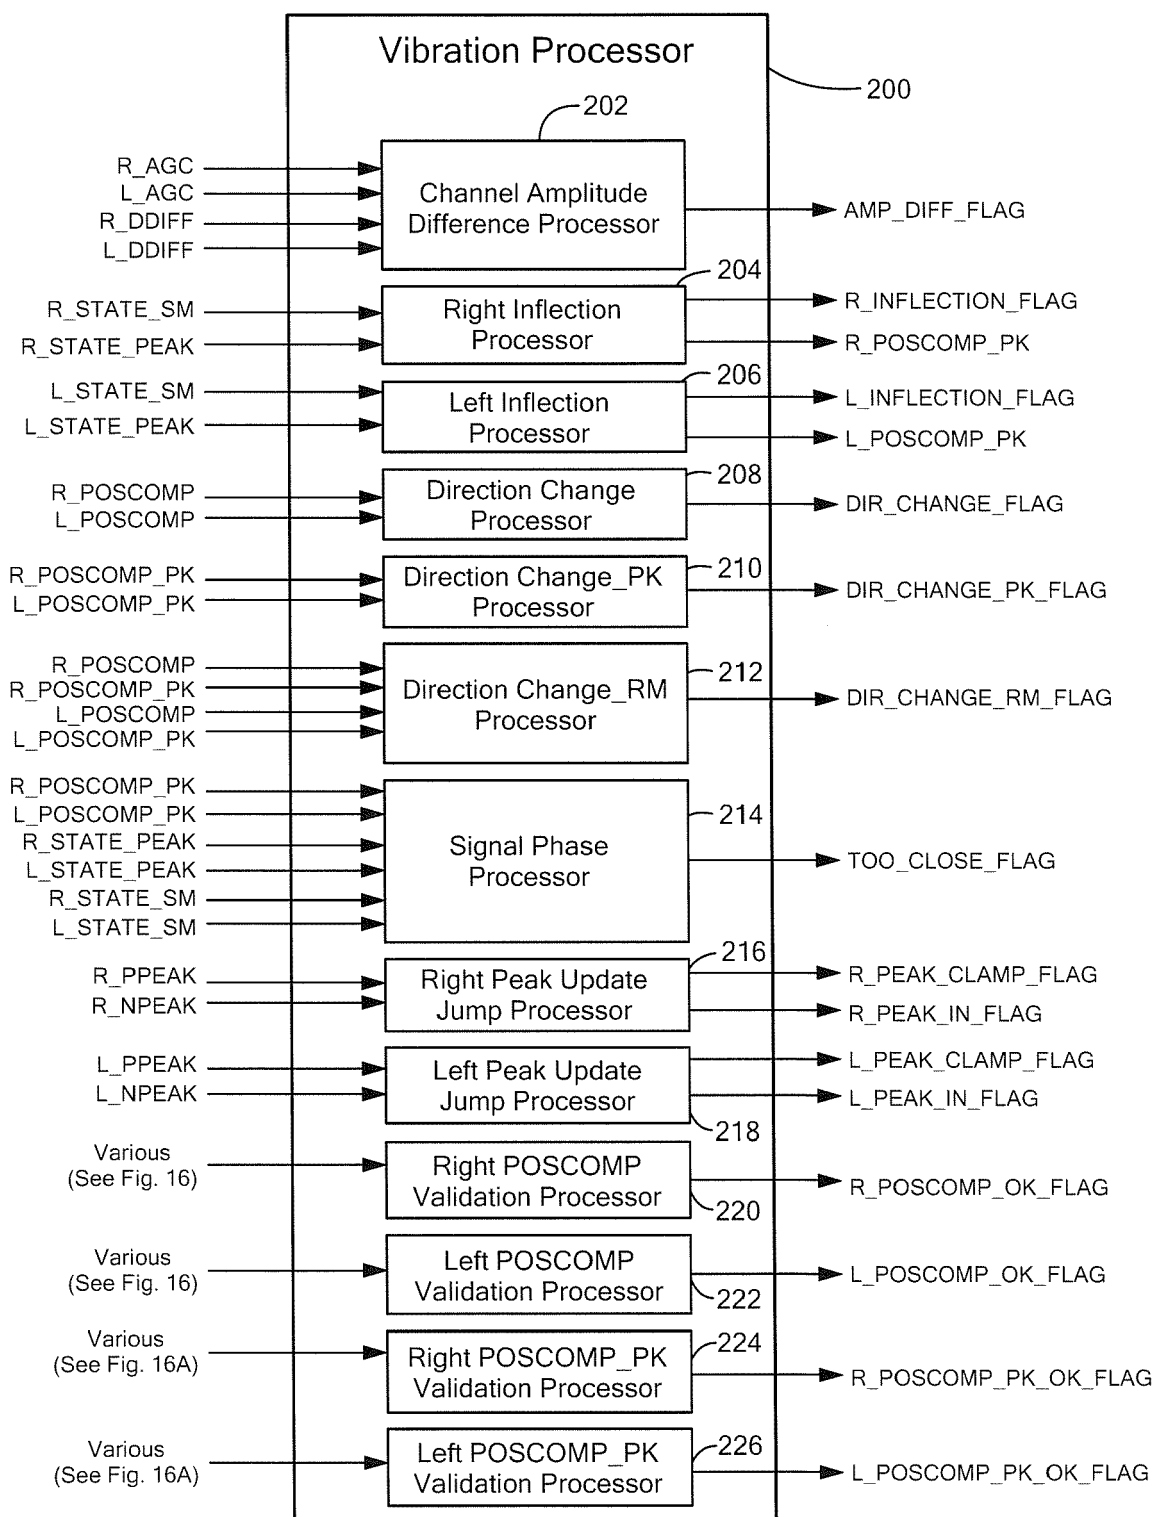 Vibration Processor
200
202
R_AGC
L_AGC
R_DDIFF
L_DDIFF
Channel Amplitude
Difference Processor
AMP_DIFF_FLAG
204
R_STATE_SM
R_STATE_PEAK
Right Inflection
Processor
R_INFLECTION_FLAG
R_POSCOMP_PK
206
L_STATE_SM
L_STATE_PEAK
Left Inflection
Processor
L_INFLECTION_FLAG
L_POSCOMP_PK
208
R_POSCOMP
L_POSCOMP
Direction Change
Processor
DIR_CHANGE_FLAG
210
R_POSCOMP_PK
L_POSCOMP_PK
Direction Change_PK
Processor
DIR_CHANGE_PK_FLAG
212
R_POSCOMP
R_POSCOMP_PK
L_POSCOMP
L_POSCOMP_PK
Direction Change_RM
Processor
DIR_CHANGE_RM_FLAG
214
R_POSCOMP_PK
L_POSCOMP_PK
R_STATE_PEAK
L_STATE_PEAK
R_STATE_SM
L_STATE_SM
Signal Phase
Processor
TOO_CLOSE_FLAG
216
R_PPEAK
R_NPEAK
Right Peak Update
Jump Processor
R_PEAK_CLAMP_FLAG
R_PEAK_IN_FLAG
L_PPEAK
L_NPEAK
Left Peak Update
Jump Processor
L_PEAK_CLAMP_FLAG
L_PEAK_IN_FLAG
218
Various
(See Fig. 16)
Right POSCOMP
Validation Processor
R_POSCOMP_OK_FLAG
220
Various
(See Fig. 16)
Left POSCOMP
Validation Processor
L_POSCOMP_OK_FLAG
222
Various
(See Fig. 16A)
224
Right POSCOMP_PK
Validation Processor
R_POSCOMP_PK_OK_FLAG
Various
(See Fig. 16A)
226
Left POSCOMP_PK
Validation Processor
L_POSCOMP_PK_OK_FLAG